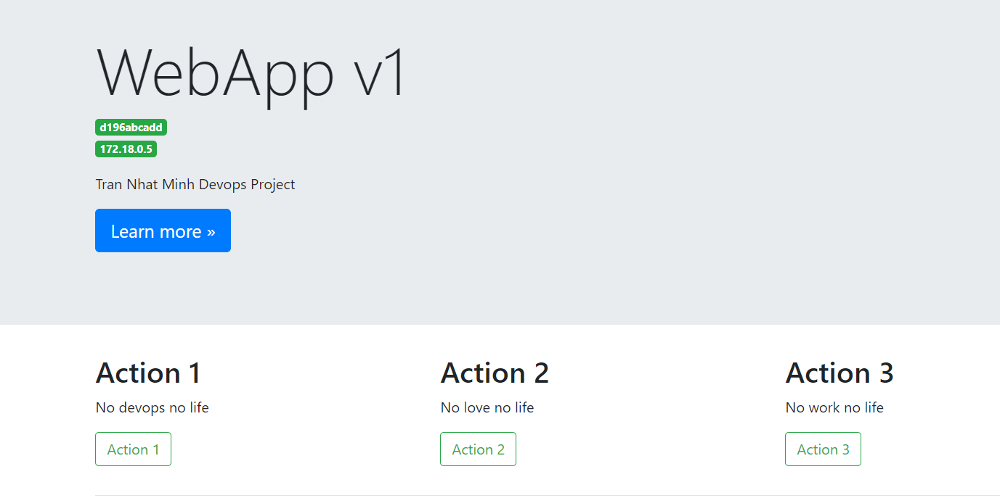 WebApp v1
d196abcadd
172.18.0.5
Tran Nhat Minh Devops Project
Learn more »
Action 1
No devops no life
Action 1
Action 2
No love no life
Action 2
Action 3
No work no life
Action 3